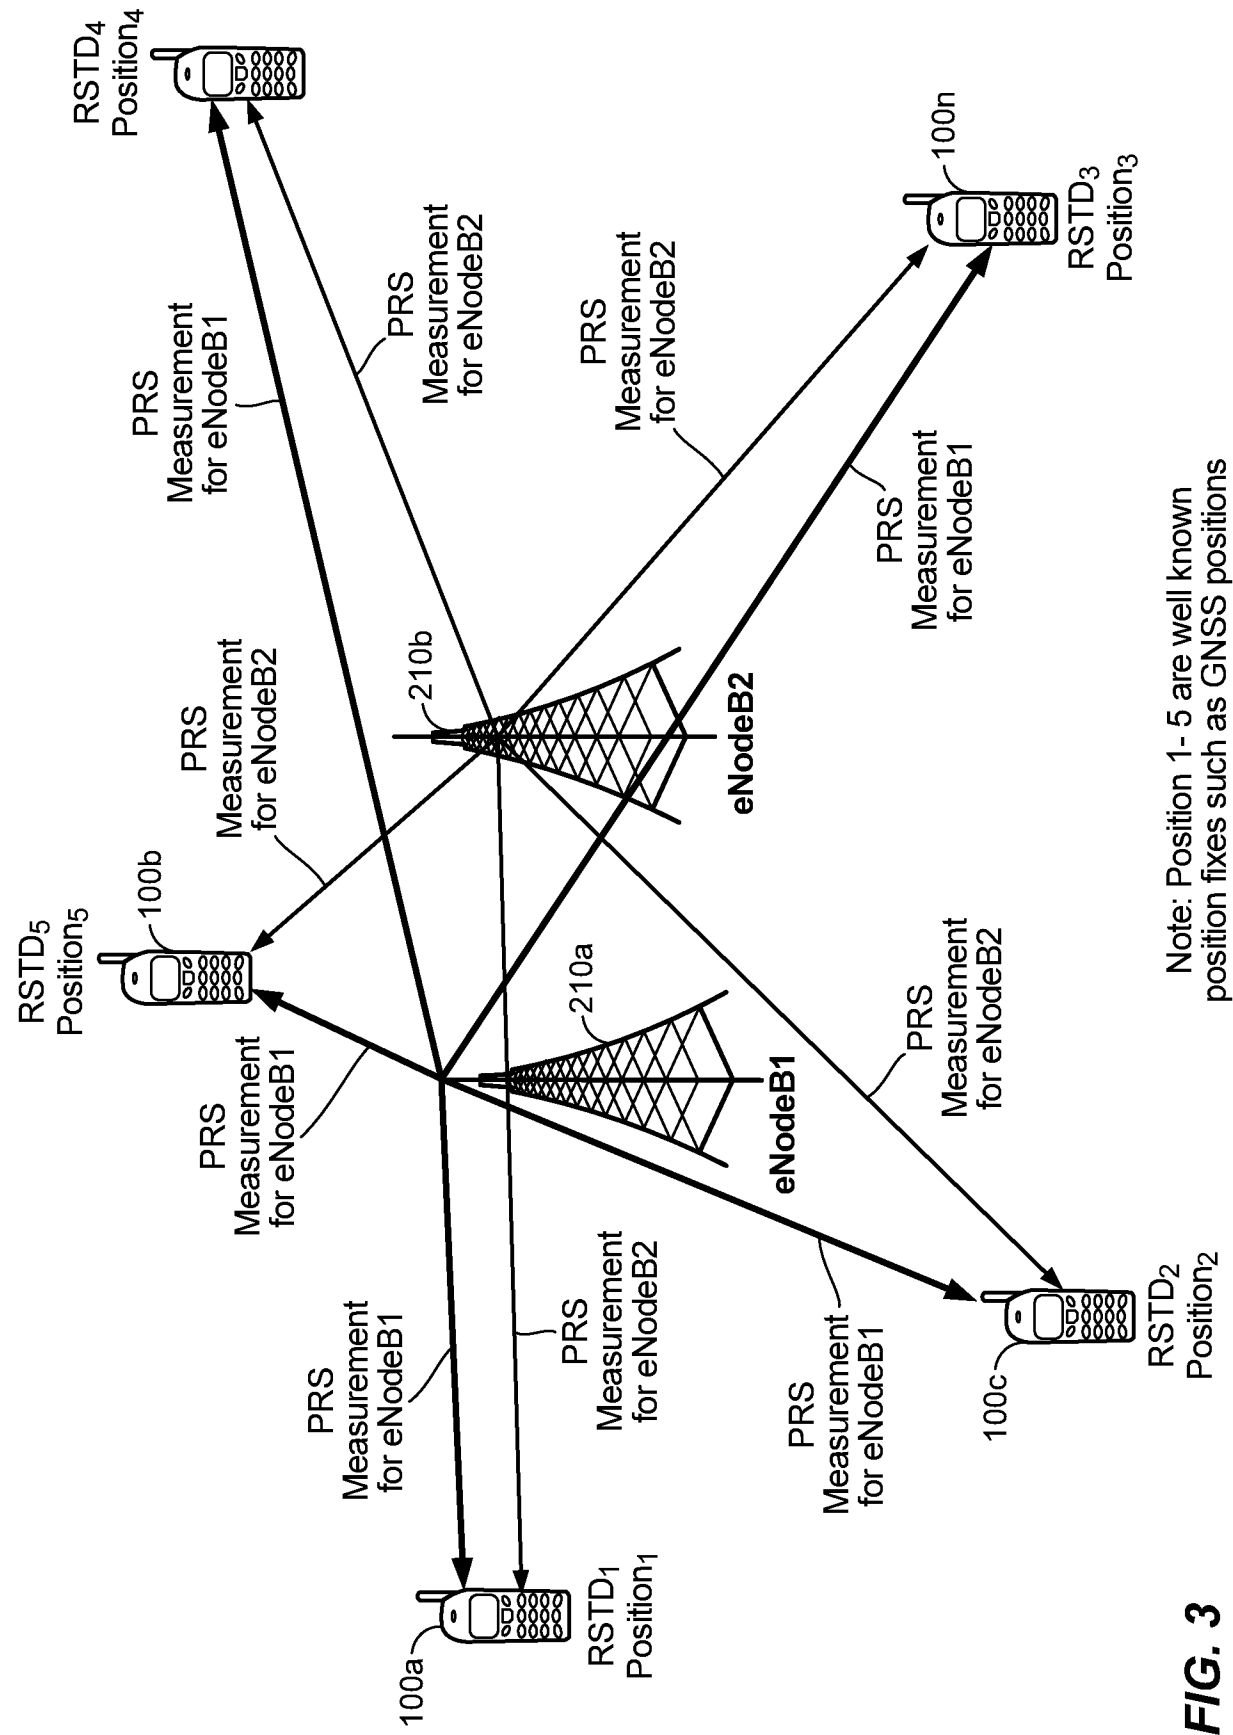 RSTD5
Position5
100b
RSTD4
Position4
PRS
Measurement
for eNodeB1
PRS
Measurement
for eNodeB2
PRS
Measurement
for eNodeB1
PRS
Measurement
for eNodeB2
210b
PRS
Measurement
for eNodeB1
100a
RSTD1
Position1
PRS
Measurement
for eNodeB2
210a
eNodeB1
eNodeB2
PRS
Measurement
for eNodeB2
PRS
Measurement
for eNodeB1
PRS
Measurement
for eNodeB1
PRS
Measurement
for eNodeB2
100c
RSTD2
Position2
100n
RSTD3
Position3
Note: Position 1- 5 are well known
position fixes such as GNSS positions
FIG. 3